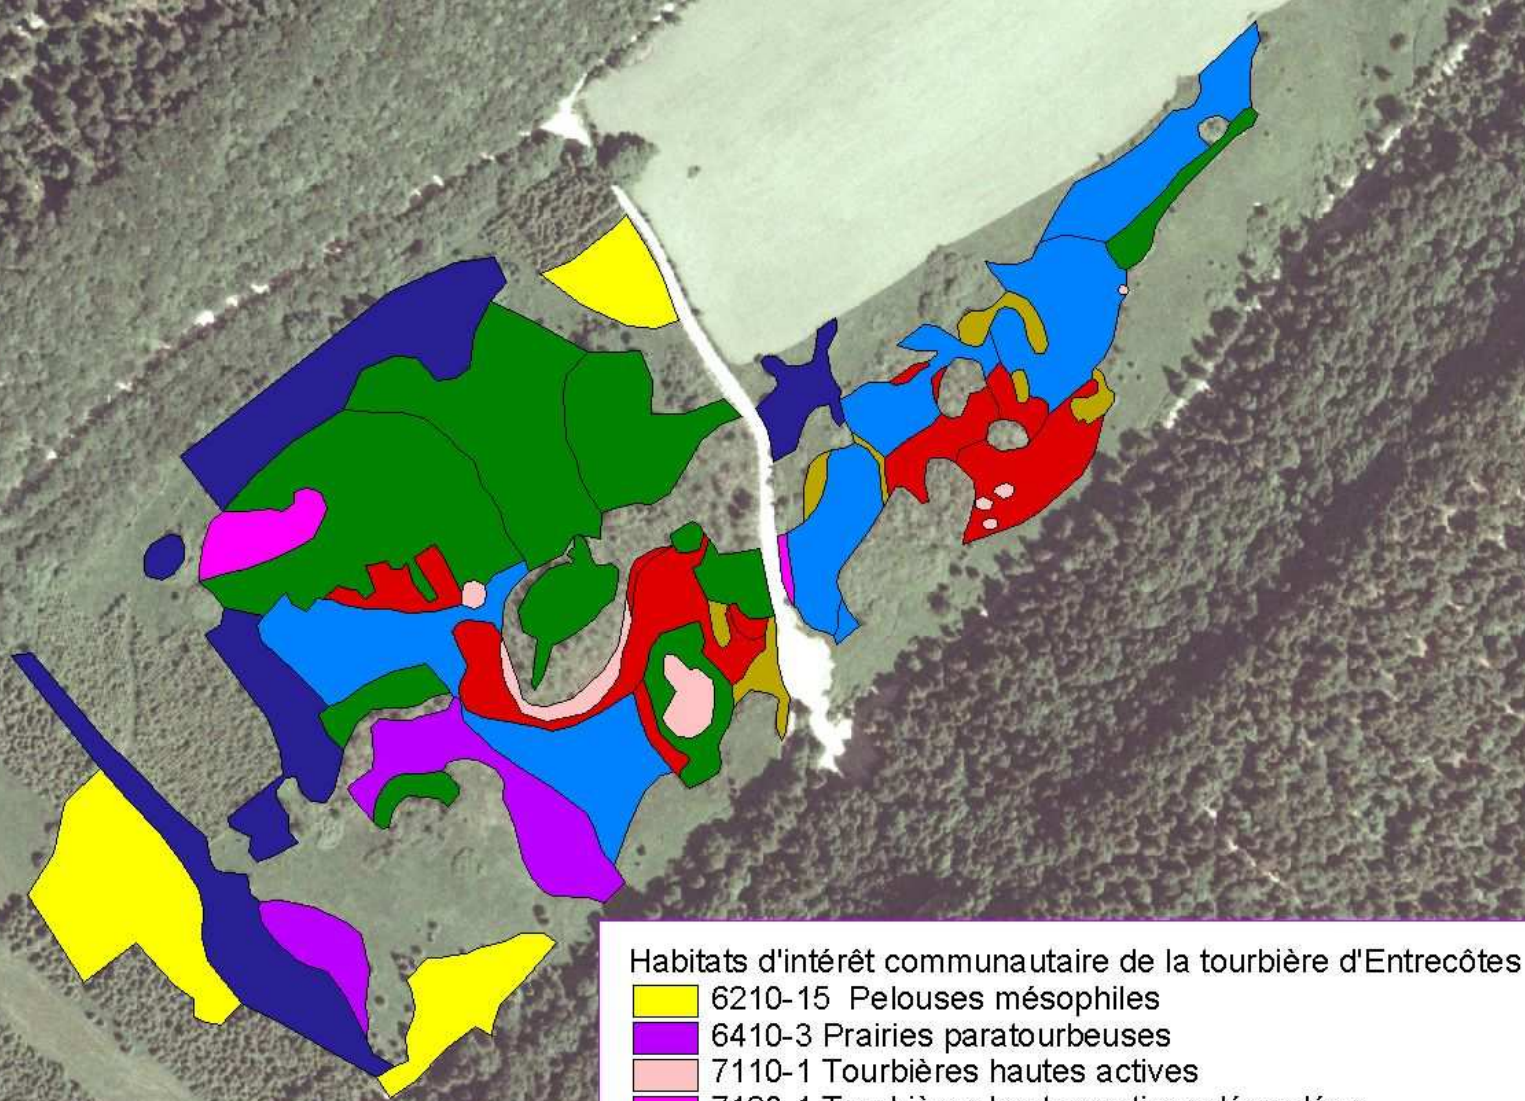 Habitats d'intérêt communautaire de la tourbière d'Entrecôtes
6210-15 Pelouses mésophiles
6410-3 Prairies paratourbeuses
7110-1 Tourbières hautes actives